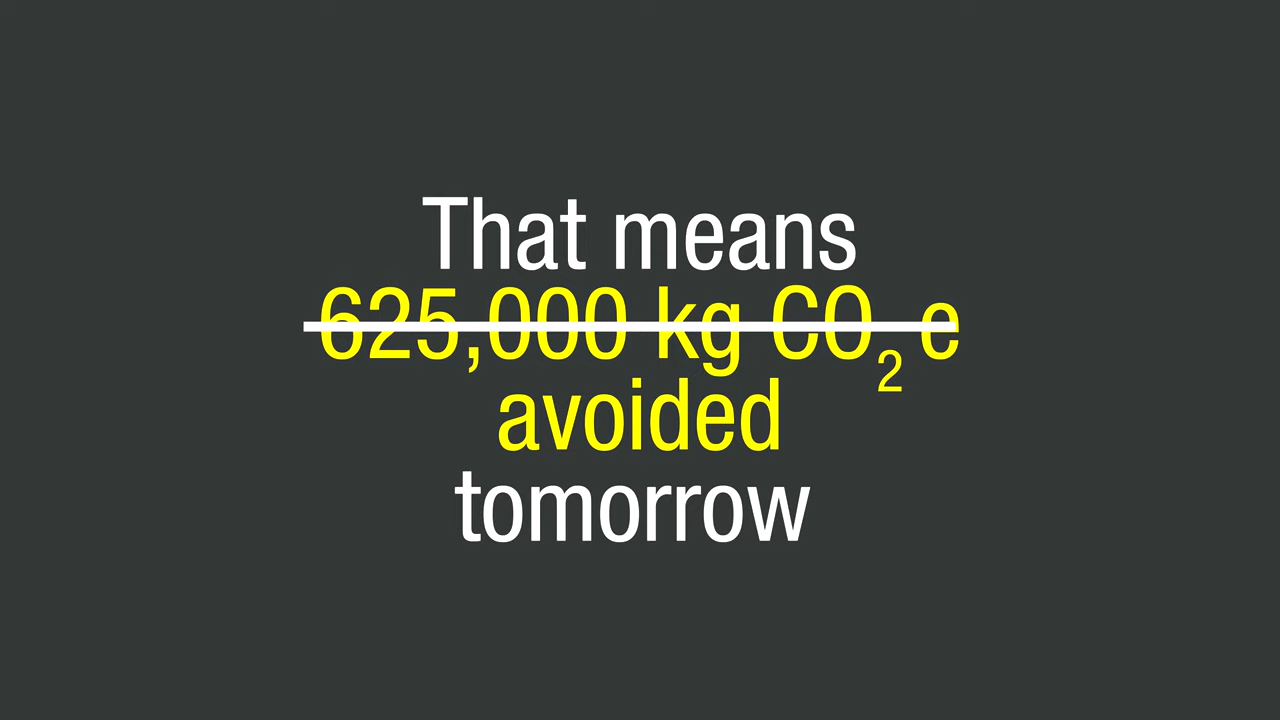 That means
625,000 kg CO₂e
avoided
tomorrow